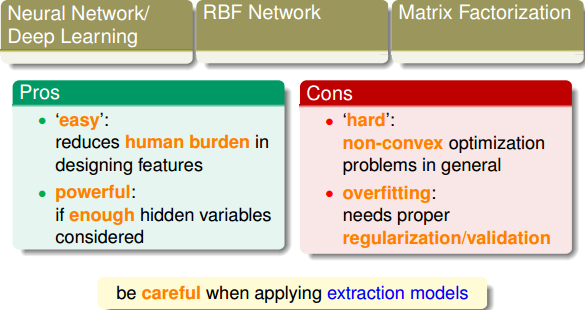 Neural Network/
Deep Learning
RBF Network
Matrix Factorization
Pros
• ‘easy’:
reduces human burden in
designing features
• powerful:
if enough hidden variables
considered
Cons
• ‘hard’:
non-convex optimization
problems in general
• overfitting:
needs proper
regularization/validation
be careful when applying extraction models